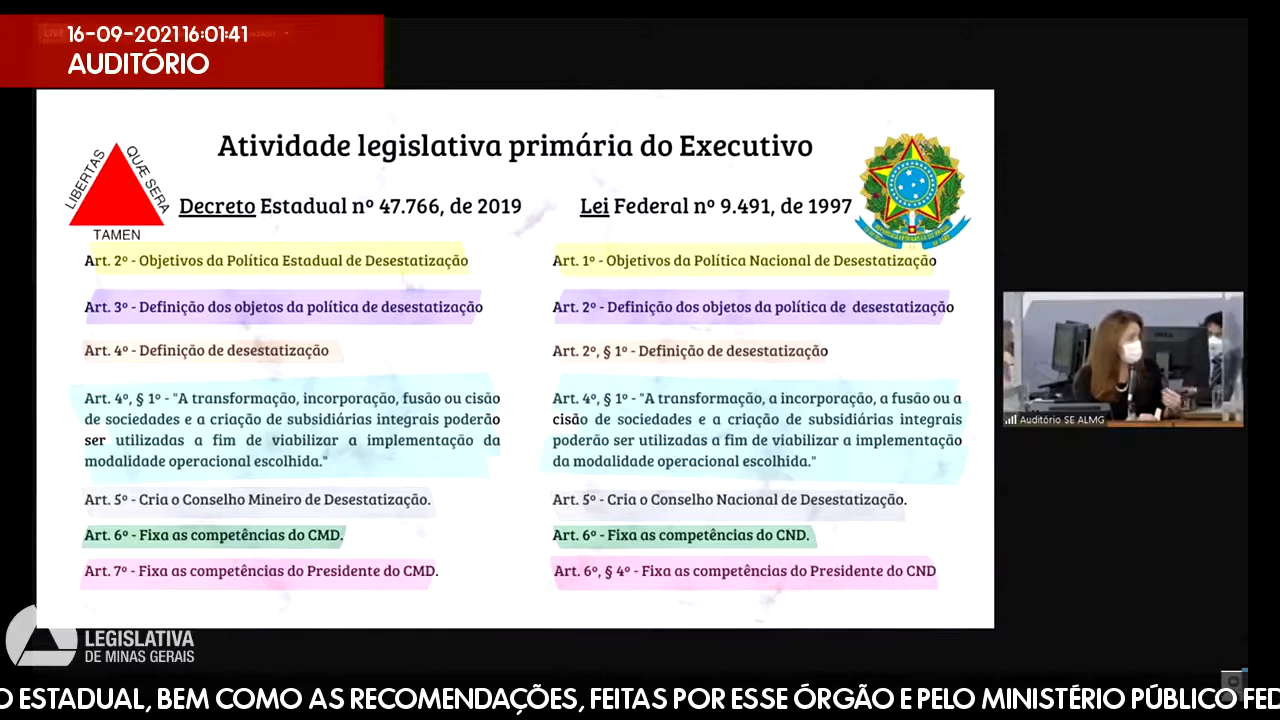 16-09-2021 16:01:41
AUDITÓRIO
Atividade legislativa primária do Executivo
LIBERTAS QUÆ SERA
TAMEN
Decreto Estadual nº 47.766, de 2019
Lei Federal nº 9.491, de 1997
Art. 2º - Objetivos da Política Estadual de Desestatização
Art. 3º - Definição dos objetos da política de desestatização
Art. 4º - Definição de desestatização
Art. 4º, § 1º - "A transformação, incorporação, fusão ou cisão
de sociedades e a criação de subsidiárias integrais poderão
ser utilizadas a fim de viabilizar a implementação da
modalidade operacional escolhida."
Art. 5º - Cria o Conselho Mineiro de Desestatização.
Art. 6º - Fixa as competências do CMD.
Art. 7º - Fixa as competências do Presidente do CMD.
Art. 1º - Objetivos da Política Nacional de Desestatização
Art. 2º - Definição dos objetos da política de desestatização
Art. 2º, § 1º - Definição de desestatização
Art. 4º, § 1º - "A transformação, a incorporação, a fusão ou a
cisão de sociedades e a criação de subsidiárias integrais
poderão ser utilizadas a fim de viabilizar a implementação
da modalidade operacional escolhida."
Art. 5º - Cria o Conselho Nacional de Desestatização.
Art. 6º - Fixa as competências do CND.
Art. 6º, § 4º - Fixa as competências do Presidente do CND
Auditório SE ALMG
LEGISLATIVA
DE MINAS GERAIS
O ESTADUAL, BEM COMO AS RECOMENDAÇÕES, FEITAS POR ESSE ÓRGÃO E PELO MINISTÉRIO PÚBLICO FED